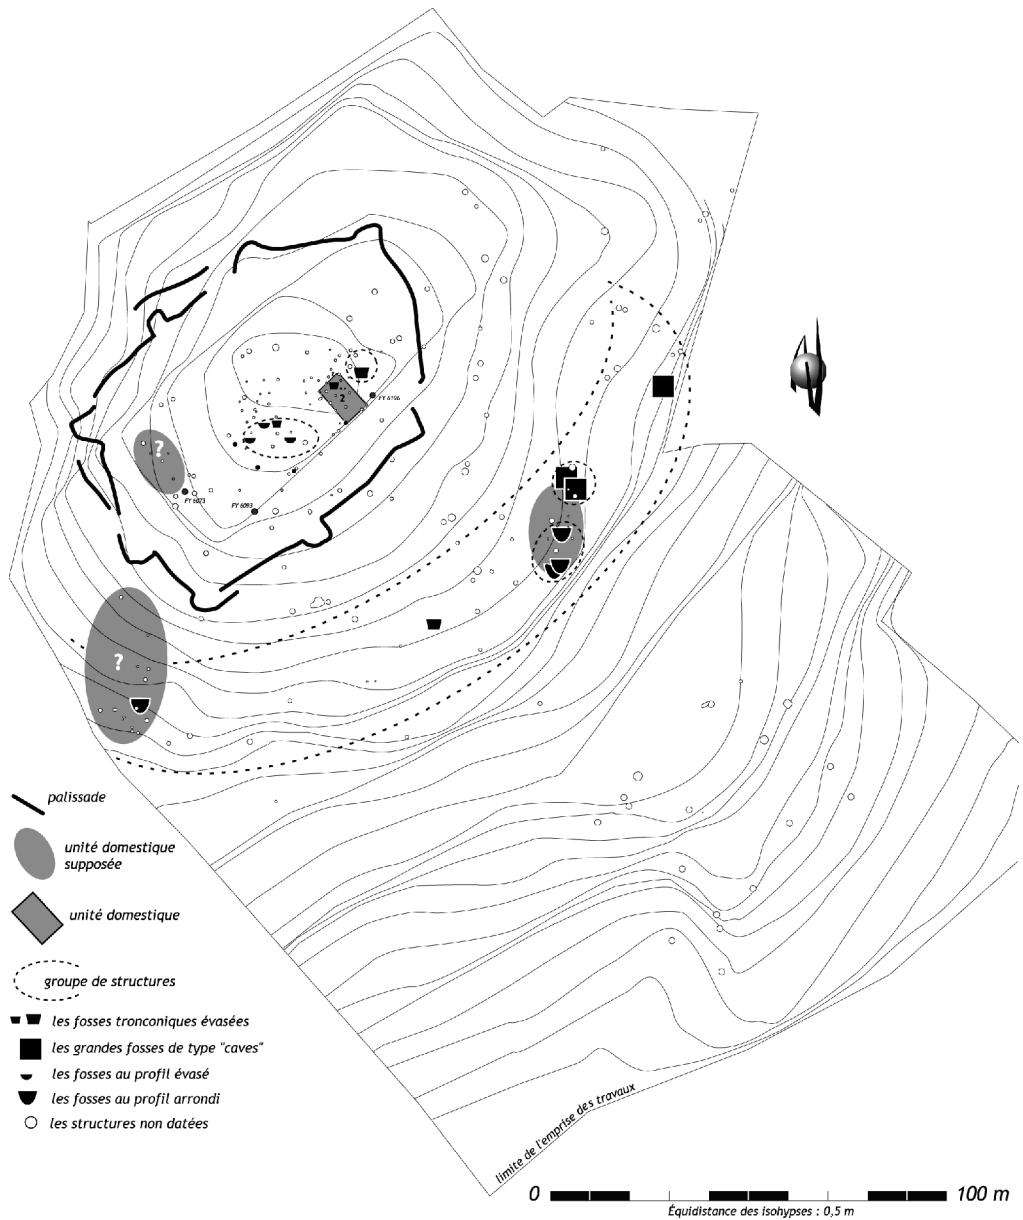 5
2
FY 6196
?
FY 6073
FY 6093
?
palissade
unité domestique
supposée
unité domestique
groupe de structures
les fosses tronconiques évasées
les grandes fosses de type "caves"
les fosses au profil évasé
les fosses au profil arrondi
les structures non datées
limite de l'emprise des travaux
0
100 m
Équidistance des isohypses : 0,5 m